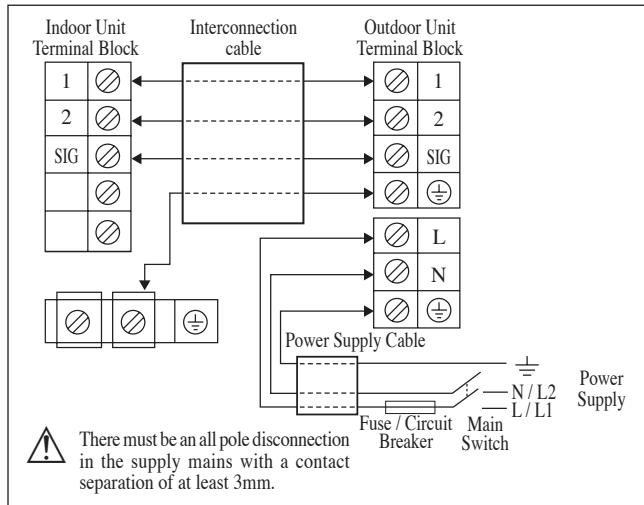 Indoor Unit
Terminal Block
Interconnection
cable
Outdoor Unit
Terminal Block
1
1
2
2
SIG
SIG
L
N
Power Supply Cable
N / L2
L / L1
Power
Supply
Fuse / Circuit
Breaker
Main
Switch
There must be an all pole disconnection
in the supply mains with a contact
separation of at least 3mm.